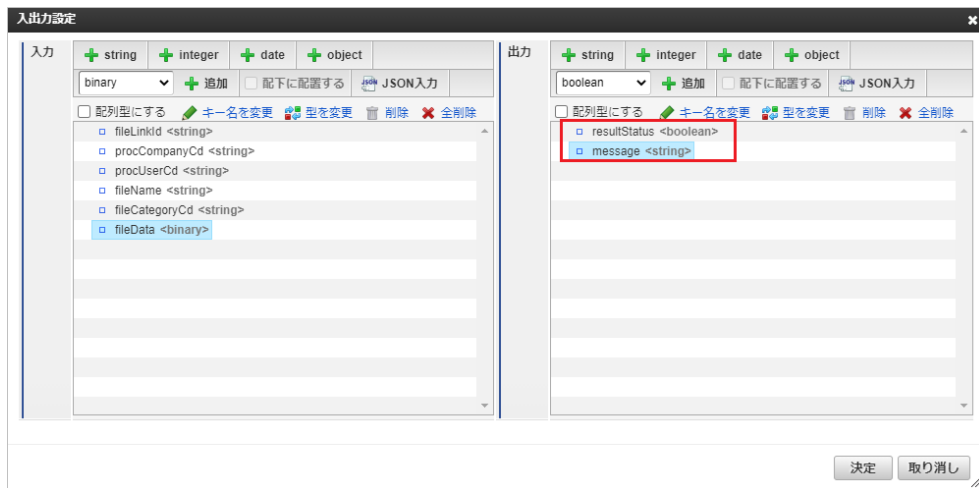 入出力設定
入力
string integer date object
binary 追加 配下に配置する JSON JSON入力
配列型にする キー名を変更 型を変更 削除 全削除
fileLinkId <string>
procCompanyCd <string>
procUserCd <string>
fileName <string>
fileCategoryCd <string>
fileData <binary>
出力
string integer date object
boolean 追加 配下に配置する JSON JSON入力
配列型にする キー名を変更 型を変更 削除 全削除
resultStatus <boolean>
message <string>
決定 取り消し